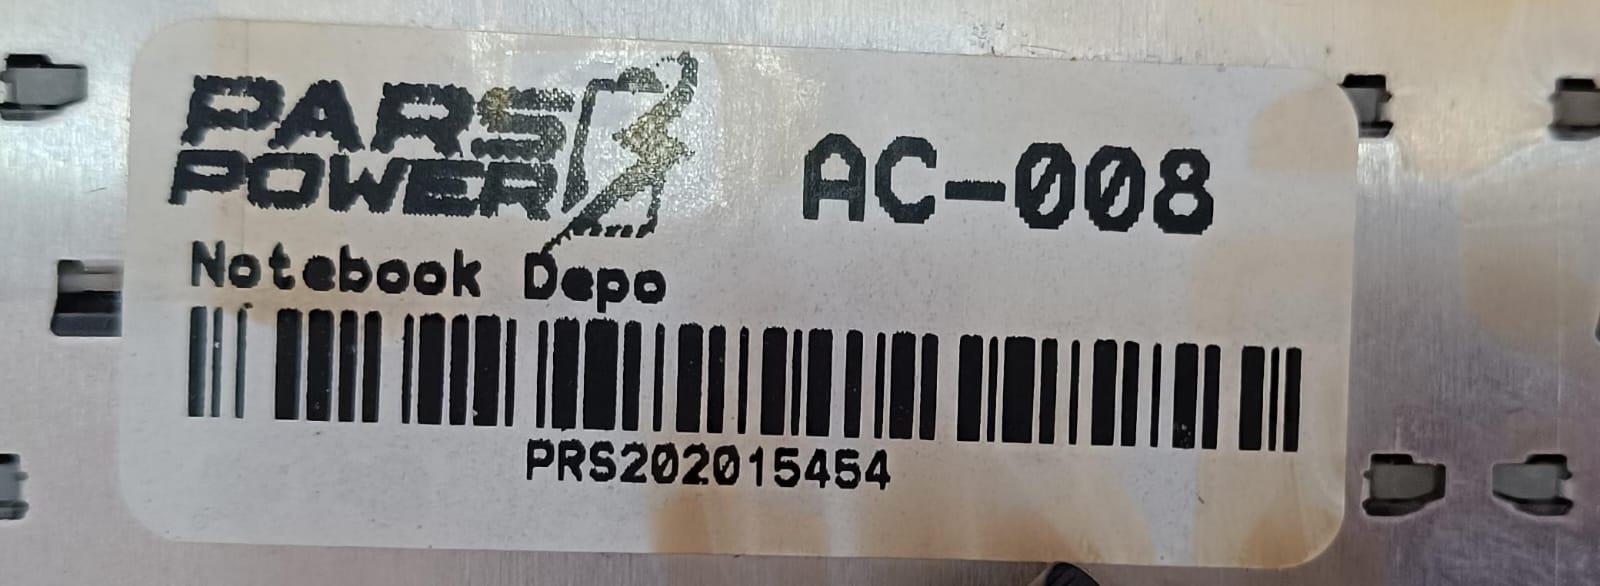 PARS
POWER
AC-008
Notebook Depo
PRS202015454